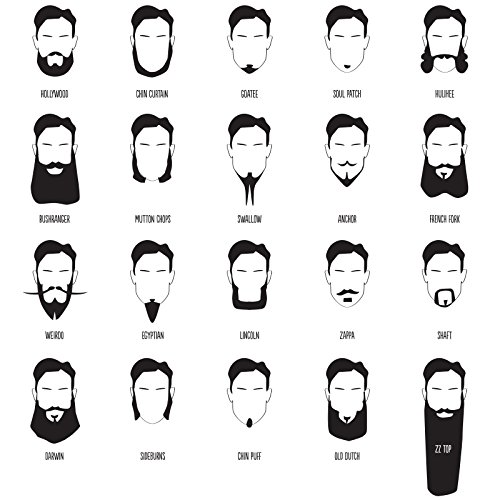 HOLLYWOOD
CHIN CURTAIN
GOATEE
SOUL PATCH
HULIHEE
BUSHRANGER
MUTTON CHOPS
SWALLOW
ANCHOR
FRENCH FORK
WEIRDO
EGYPTIAN
LINCOLN
ZAPPA
SHAFT
DARWIN
SIDEBURNS
CHIN PUFF
OLD DUTCH
ZZ TOP